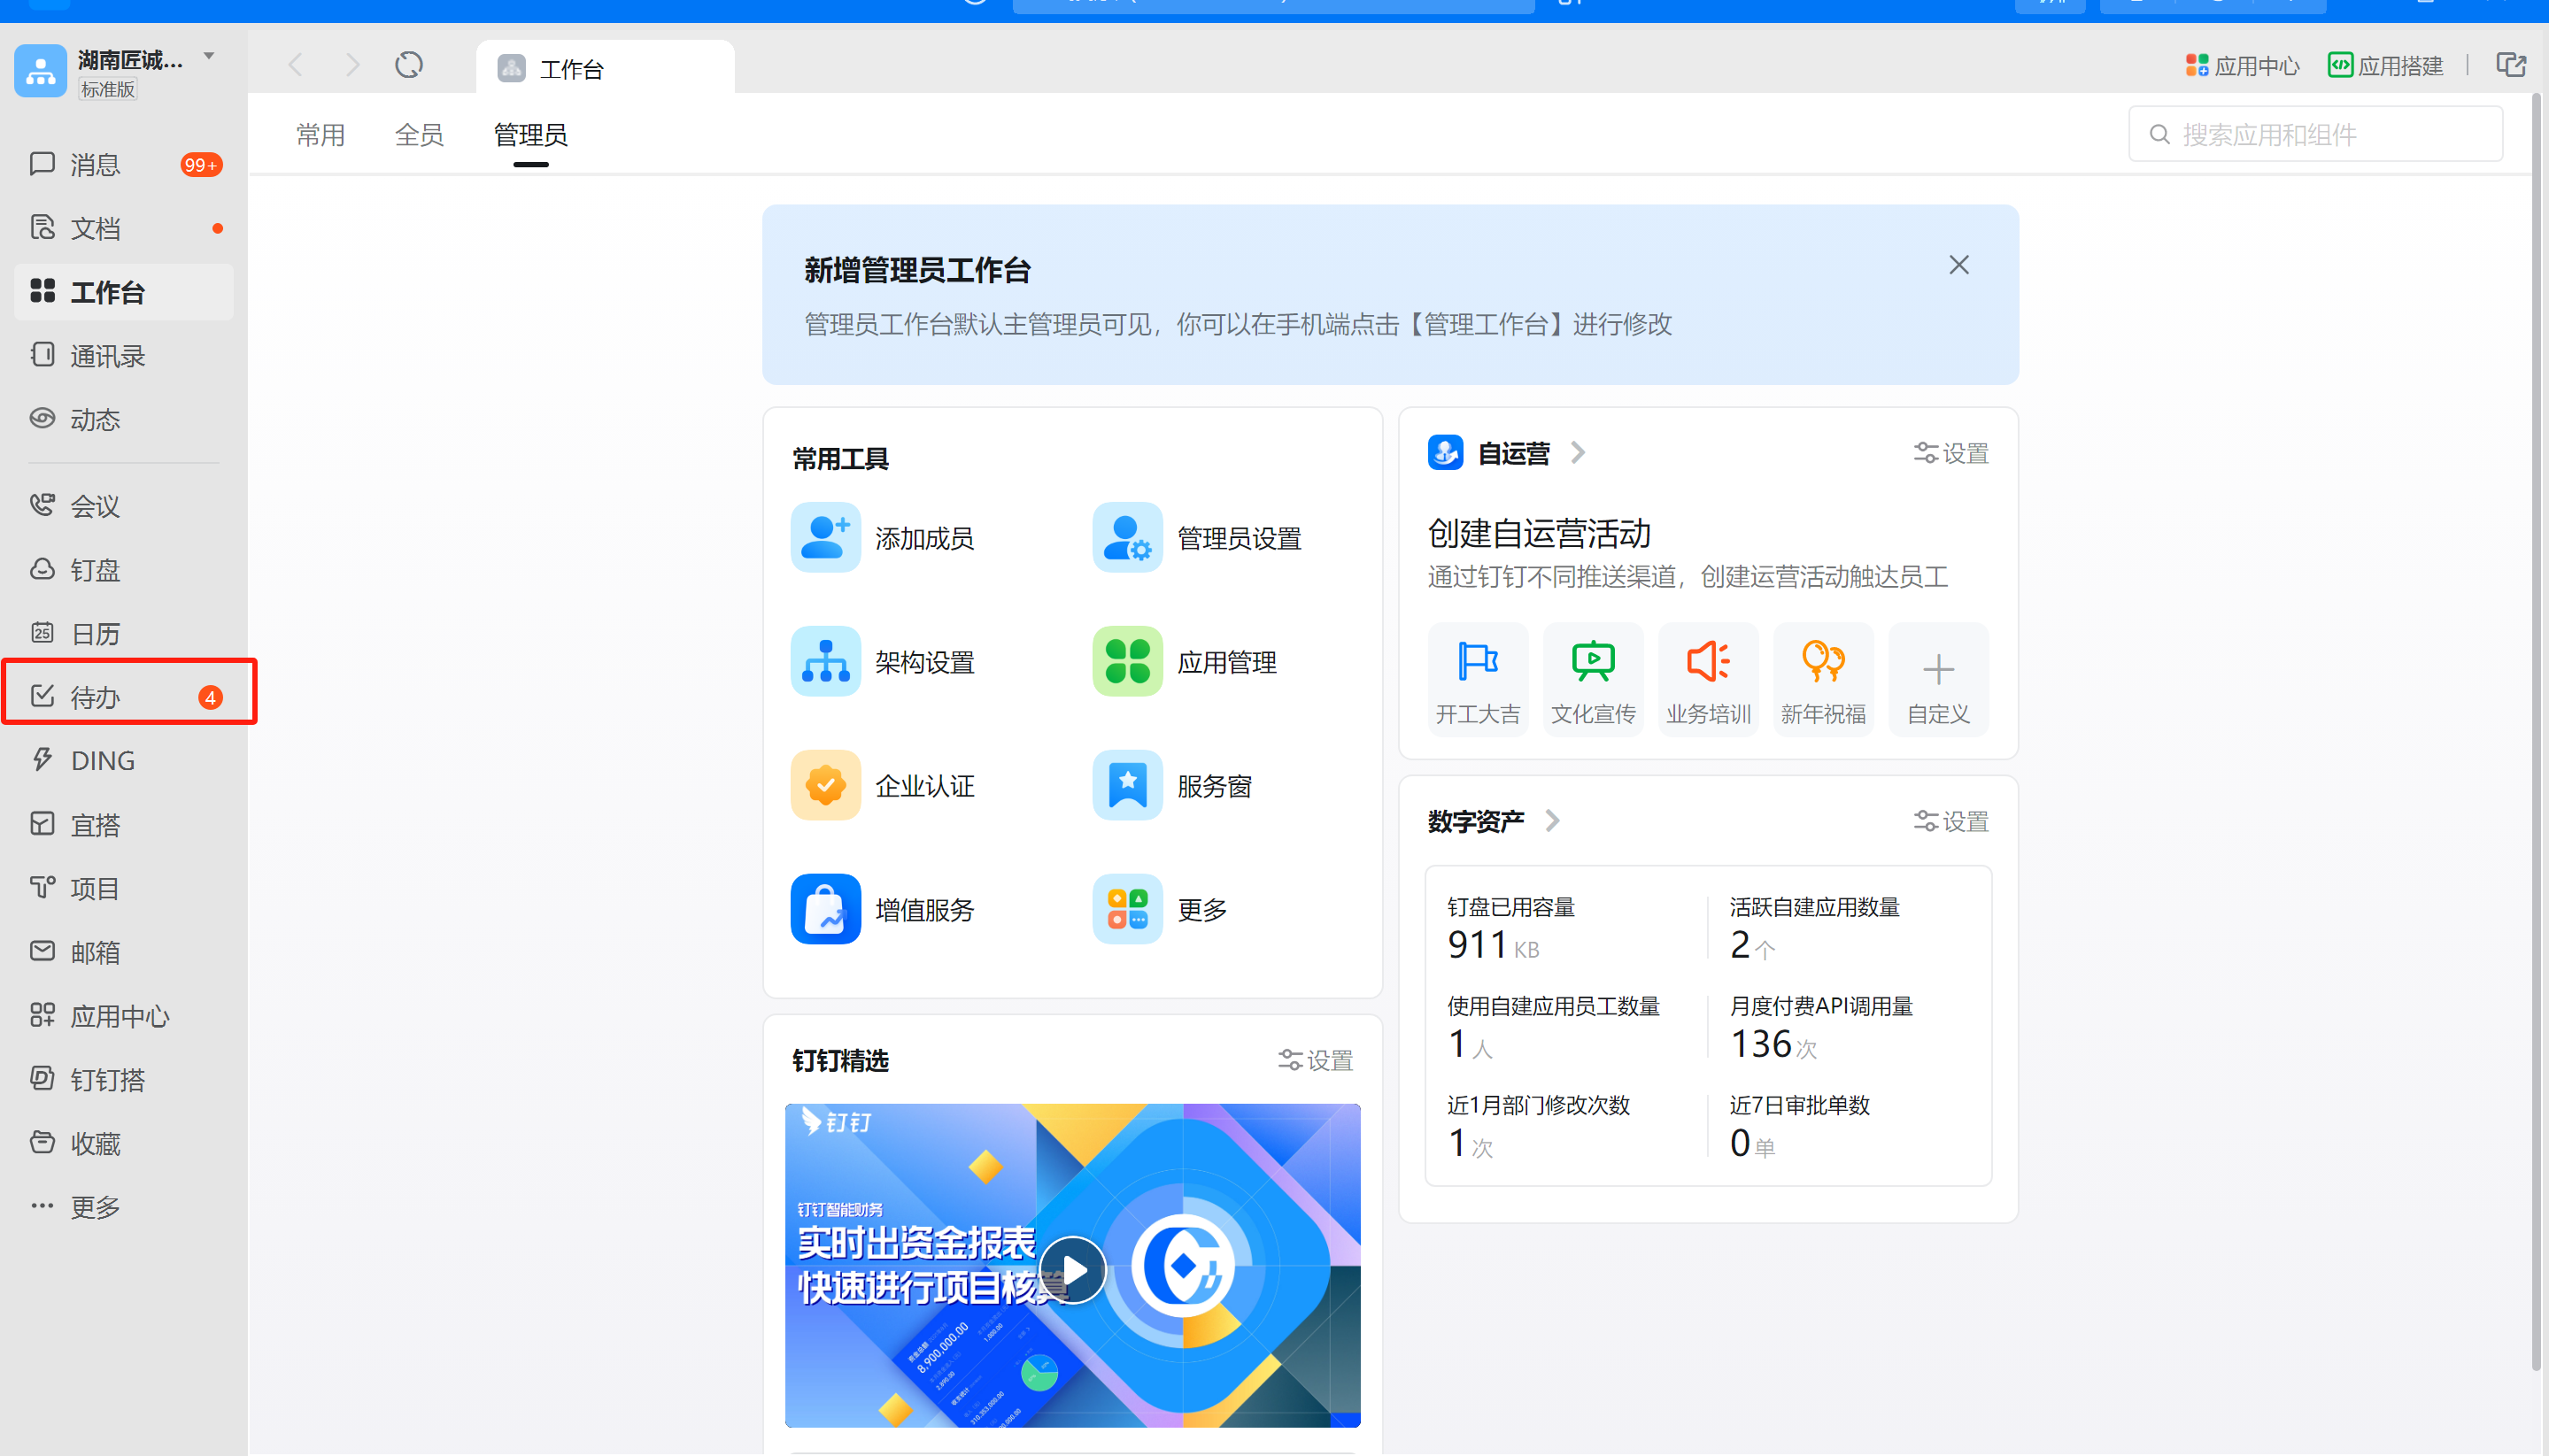 湖南匠诚...
标准版
工作台
应用中心
应用搭建
常用
全员
管理员
搜索应用和组件
消息
99+
文档
工作台
通讯录
动态
会议
钉盘
25
日历
待办
4
DING
宜搭
项目
邮箱
应用中心
钉钉搭
收藏
更多
新增管理员工作台
管理员工作台默认主管理员可见，你可以在手机端点击【管理工作台】进行修改
常用工具
添加成员
管理员设置
架构设置
应用管理
企业认证
服务窗
增值服务
更多
自运营
设置
创建自运营活动
通过钉钉不同推送渠道，创建运营活动触达员工
开工大吉
文化宣传
业务培训
新年祝福
自定义
数字资产
设置
钉盘已用容量
911 KB
活跃自建应用数量
2 个
使用自建应用员工数量
1 人
月度付费API调用量
136 次
近1月部门修改次数
1 次
近7日审批单数
0 单
钉钉精选
设置
钉钉
钉钉智能财务
实时出资金报表
快速进行项目核算
8,900,000.00
1,000.00
2,890.00
310,353,000.00